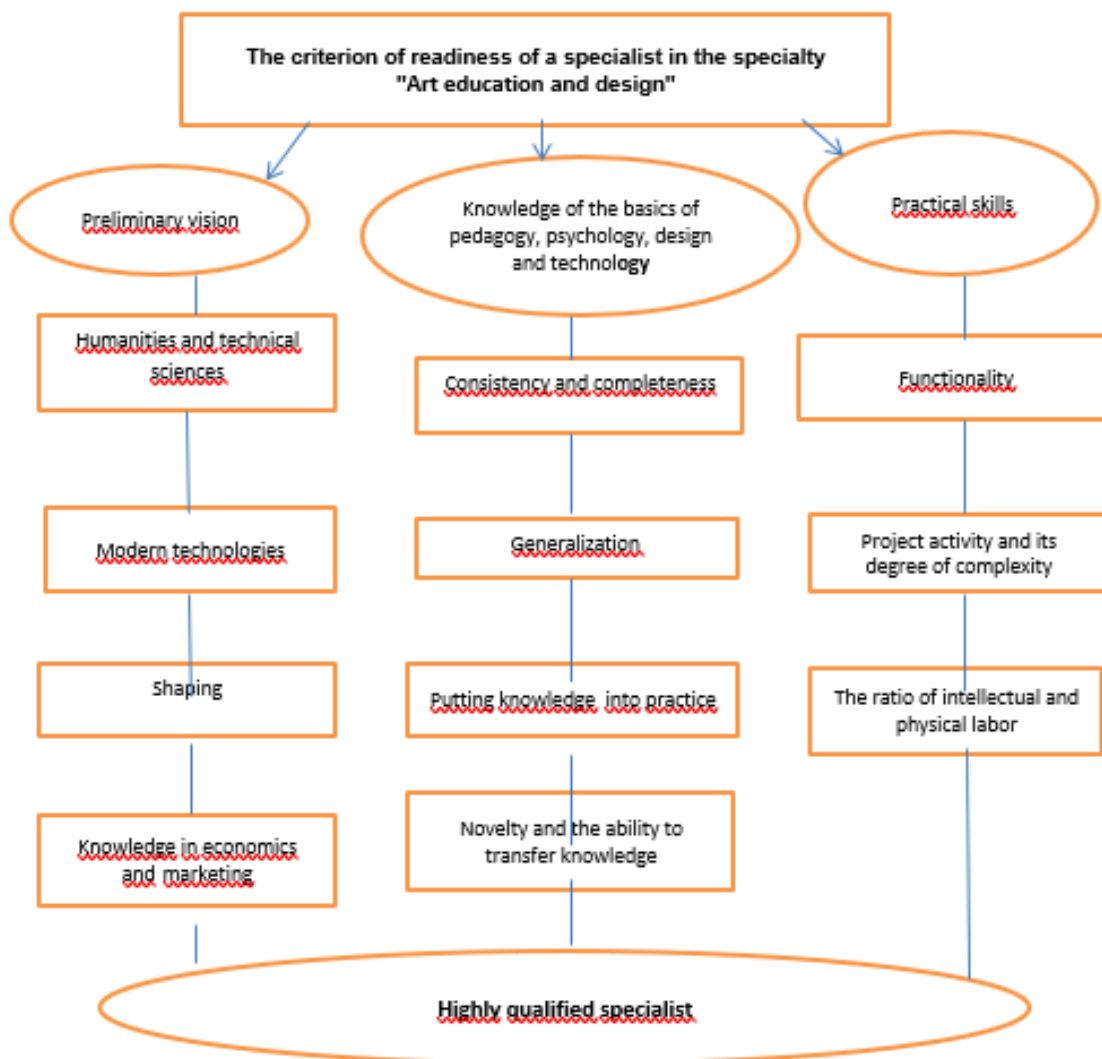 The criterion of readiness of a specialist in the specialty
"Art education and design"
Preliminary vision
Knowledge of the basics of
pedagogy, psychology, design
and technology
Practical skills
Humanities and technical
sciences
Consistency and completeness
Functionality
Modern technologies
Generalization
Project activity and its
degree of complexity
Shaping
Putting knowledge into practice
The ratio of intellectual and
physical labor
Knowledge in economics
and marketing
Novelty and the ability to
transfer knowledge
Highly qualified specialist